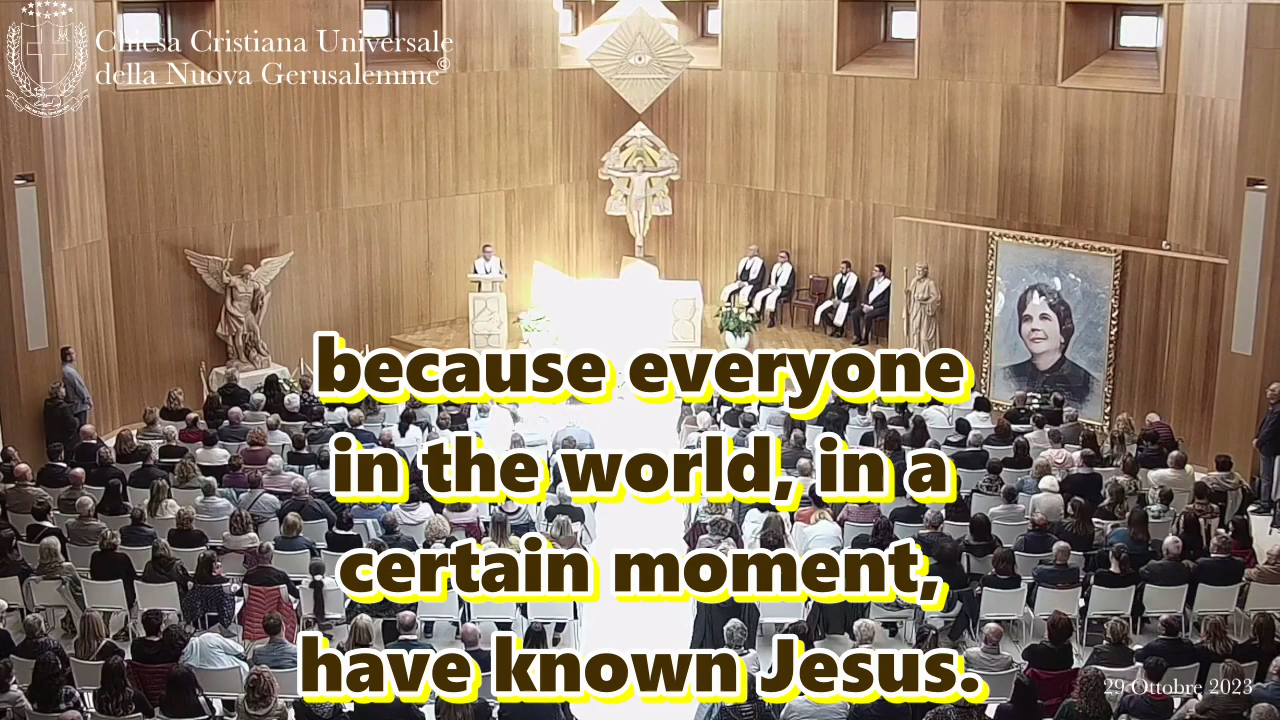 Chiesa Cristiana Universale
della Nuova Gerusalemme©
because everyone
in the world, in a
certain moment,
have known Jesus.
29 Ottobre 2023